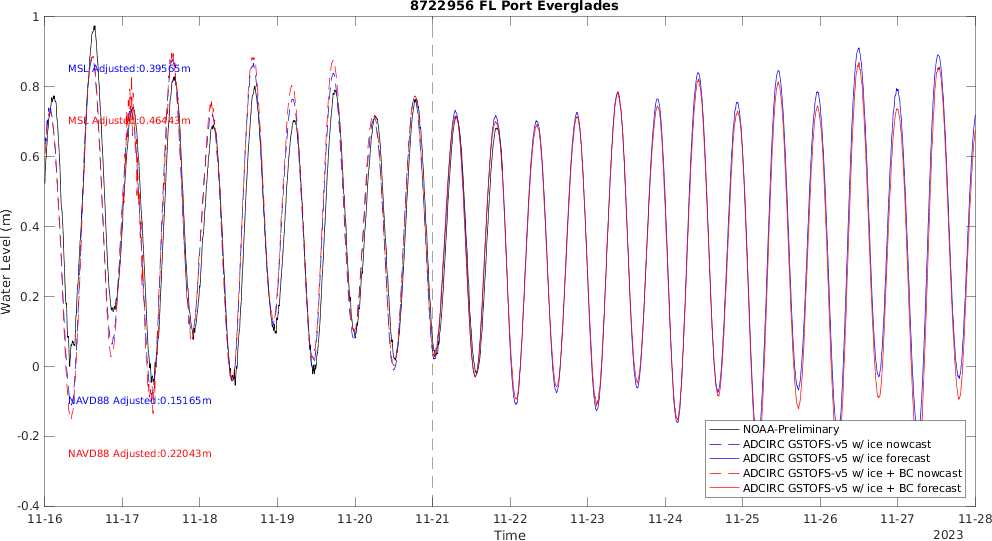 8722956 FL Port Everglades
1
0.8
0.6
0.4
0.2
0
-0.2
-0.4
Water Level (m)
MSL Adjusted:0.39565m
MSL Adjusted:0.46443m
NAVD88 Adjusted:0.15165m
NAVD88 Adjusted:0.22043m
NOAA-Preliminary
ADCIRC GSTOFS-v5 w/ ice nowcast
ADCIRC GSTOFS-v5 w/ ice forecast
ADCIRC GSTOFS-v5 w/ ice + BC nowcast
ADCIRC GSTOFS-v5 w/ ice + BC forecast
11-16 11-17 11-18 11-19 11-20 11-21 11-22 11-23 11-24 11-25 11-26 11-27 11-28
Time
2023